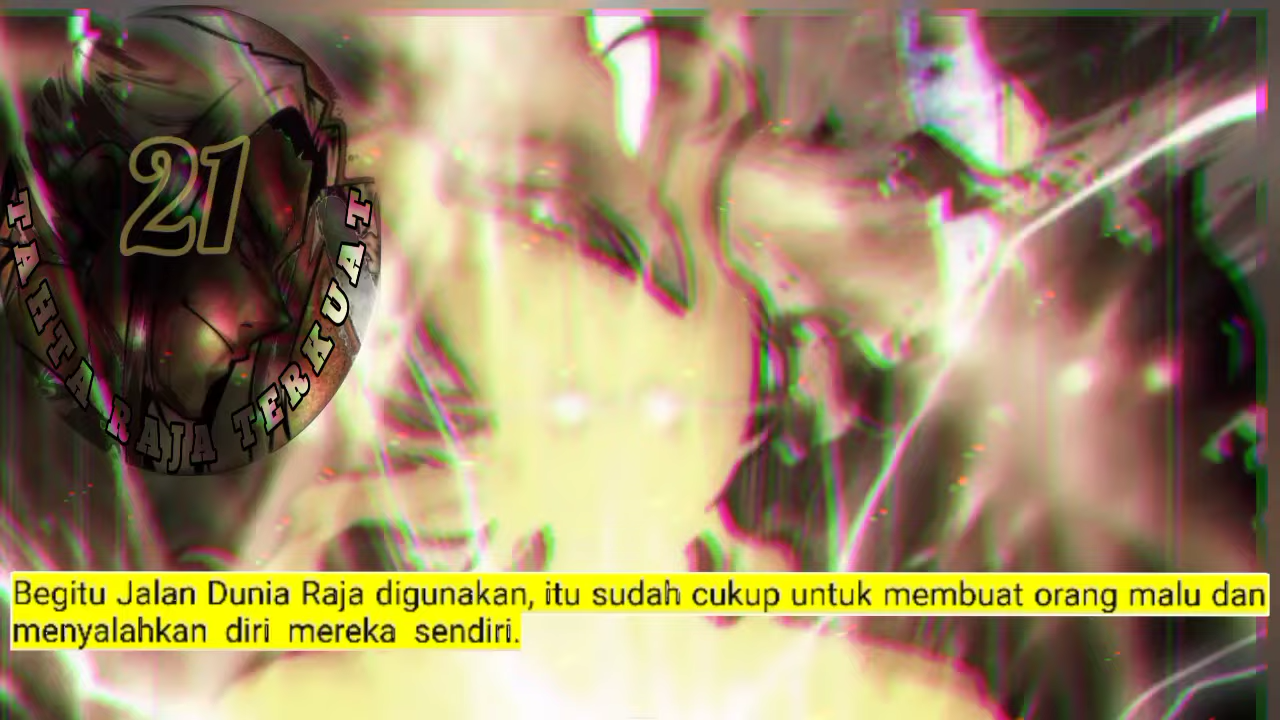 21
TAHTA RAJA TERKUAT
Begitu Jalan Dunia Raja digunakan, itu sudah cukup untuk membuat orang malu dan
menyalahkan diri mereka sendiri.